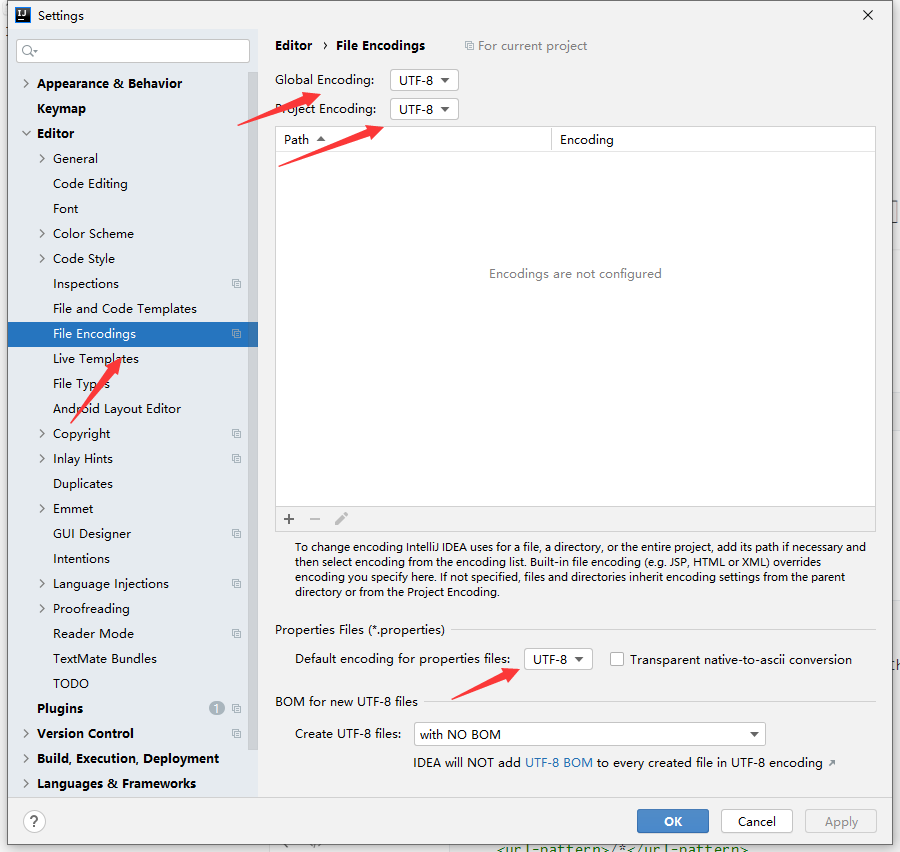 Settings
Appearance & Behavior
Keymap
Editor
General
Code Editing
Font
Color Scheme
Code Style
Inspections
File and Code Templates
File Encodings
Live Templates
File Types
Android Layout Editor
Copyright
Inlay Hints
Duplicates
Emmet
GUI Designer
Intentions
Language Injections
Proofreading
Reader Mode
TextMate Bundles
TODO
Plugins 1
Version Control
Build, Execution, Deployment
Languages & Frameworks
Editor › File Encodings For current project
Global Encoding: UTF-8
Project Encoding: UTF-8
Path Encoding
Encodings are not configured
To change encoding IntelliJ IDEA uses for a file, a directory, or the entire project, add its path if necessary and
then select encoding from the encoding list. Built-in file encoding (e.g. JSP, HTML or XML) overrides
encoding you specify here. If not specified, files and directories inherit encoding settings from the parent
directory or from the Project Encoding.
Properties Files (*.properties)
Default encoding for properties files: UTF-8 Transparent native-to-ascii conversion
BOM for new UTF-8 files
Create UTF-8 files: with NO BOM
IDEA will NOT add UTF-8 BOM to every created file in UTF-8 encoding ↗
? OK Cancel Apply
<url-pattern>/*</url-pattern>